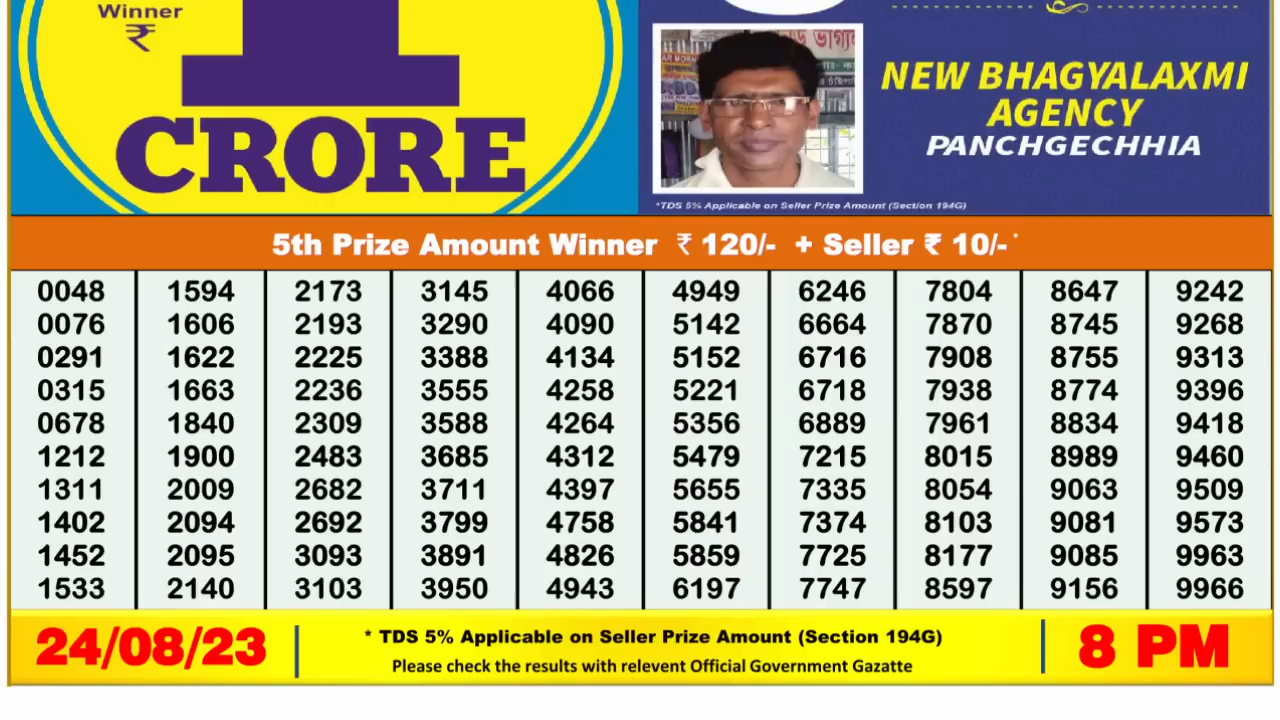 Winner
₹
1
CRORE
NEW BHAGYALAXMI
AGENCY
PANCHGECHHIA
*TDS 5% Applicable on Seller Prize Amount (Section 194G)
5th Prize Amount Winner ₹ 120/- + Seller ₹ 10/- *
0048 1594 2173 3145 4066 4949 6246 7804 8647 9242
0076 1606 2193 3290 4090 5142 6664 7870 8745 9268
0291 1622 2225 3388 4134 5152 6716 7908 8755 9313
0315 1663 2236 3555 4258 5221 6718 7938 8774 9396
0678 1840 2309 3588 4264 5356 6889 7961 8834 9418
1212 1900 2483 3685 4312 5479 7215 8015 8989 9460
1311 2009 2682 3711 4397 5655 7335 8054 9063 9509
1402 2094 2692 3799 4758 5841 7374 8103 9081 9573
1452 2095 3093 3891 4826 5859 7725 8177 9085 9963
1533 2140 3103 3950 4943 6197 7747 8597 9156 9966
24/08/23
* TDS 5% Applicable on Seller Prize Amount (Section 194G)
Please check the results with relevent Official Government Gazatte
8 PM